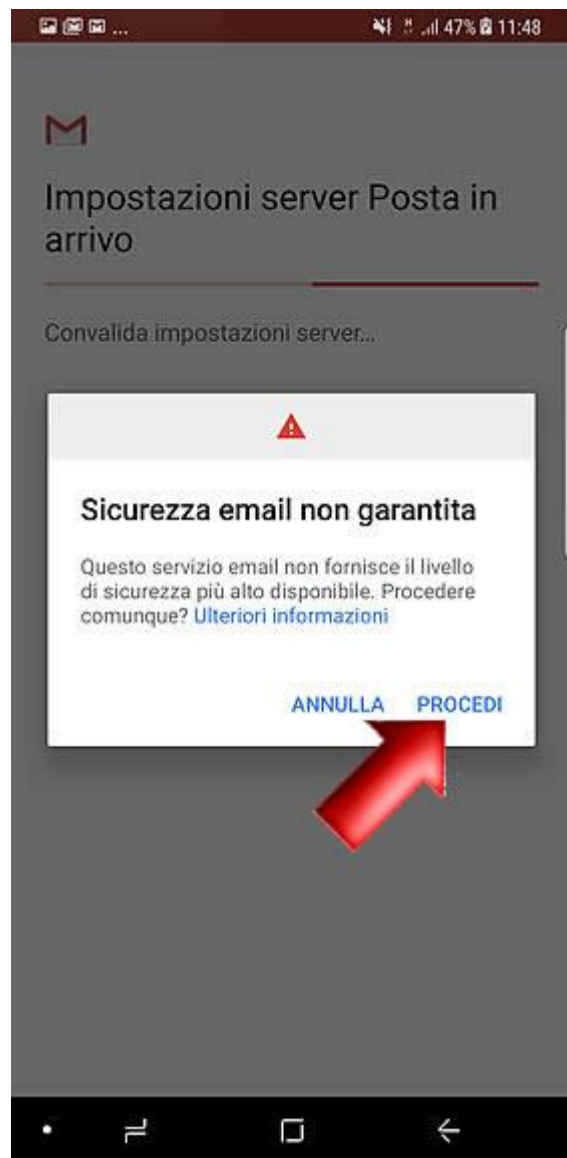 ... 47% 11:48
Impostazioni server Posta in
arrivo
Convalida impostazioni server...
Sicurezza email non garantita
Questo servizio email non fornisce il livello
di sicurezza più alto disponibile. Procedere
comunque? Ulteriori informazioni
ANNULLA PROCEDI